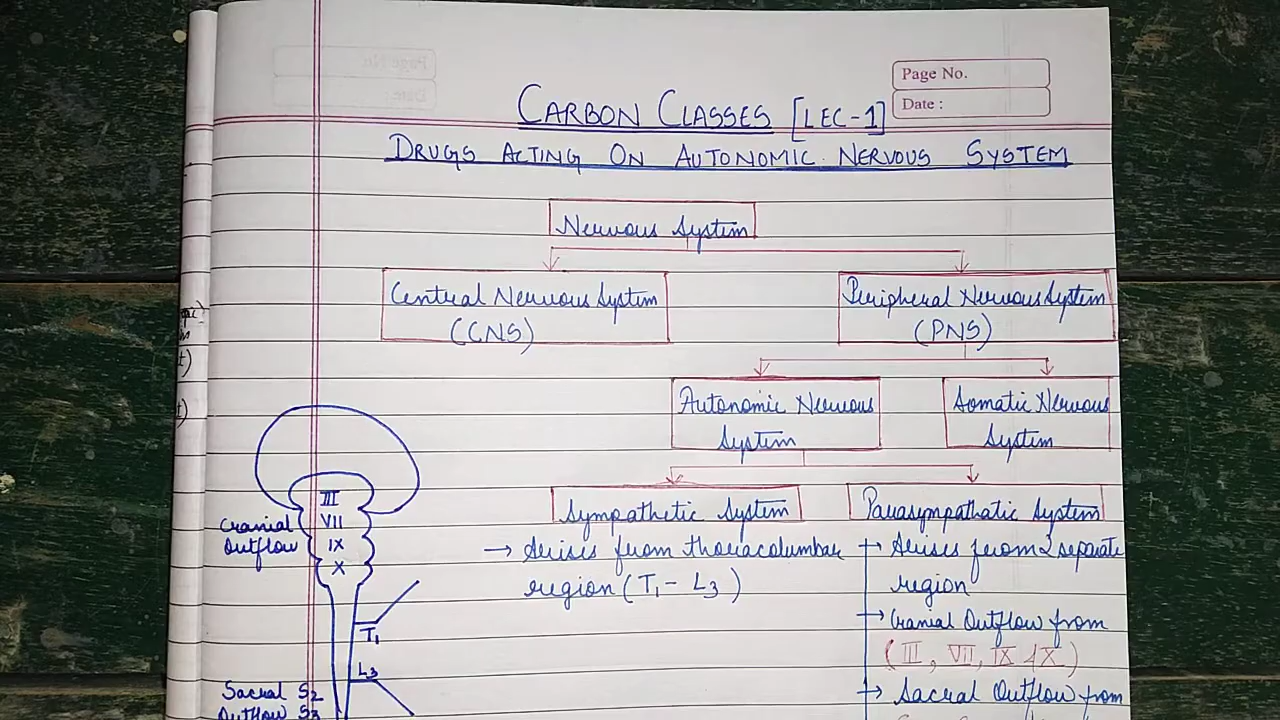 Page No.
Date :
CARBON CLASSES [LEC-1]
DRUGS ACTING ON AUTONOMIC NERVOUS SYSTEM
Nervous System
Central Nervous System
(CNS)
Peripheral Nervous System
(PNS)
Autonomic Nervous
System
Somatic Nervous
System
Sympathetic System
→ Arises from thoracolumbar
region (T1 - L3)
Parasympathatic System
→ Arises from 2 separate
region
→ Cranial Outflow from
(III, VII, IX & X)
→ Sacral Outflow from
Cranial
Outflow
III
VII
IX
X
T1
L3
Sacral S2
Outflow S3